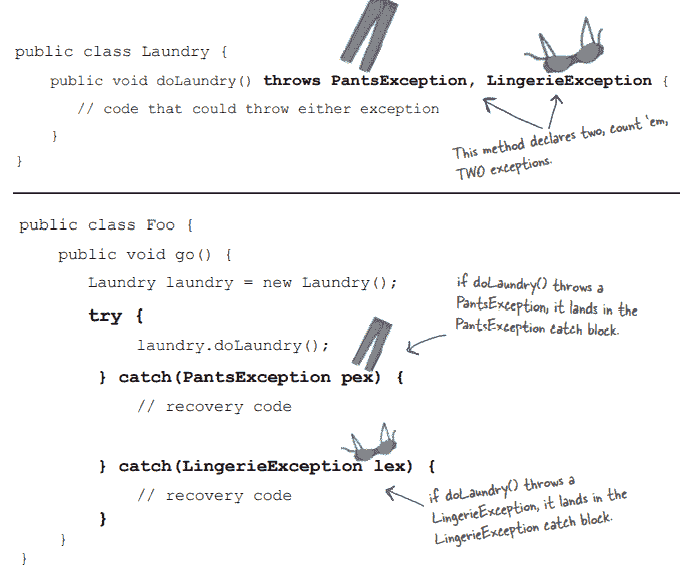 public class Laundry {
public void doLaundry() throws PantsException, LingerieException {
// code that could throw either exception
}
}
This method declares two, count 'em,
TWO exceptions.
public class Foo {
public void go() {
Laundry laundry = new Laundry();
try {
laundry.doLaundry();
} catch(PantsException pex) {
// recovery code
} catch(LingerieException lex) {
// recovery code
}
}
}
if doLaundry() throws a
PantsException, it lands in the
PantsException catch block.
if doLaundry() throws a
LingerieException, it lands in the
LingerieException catch block.